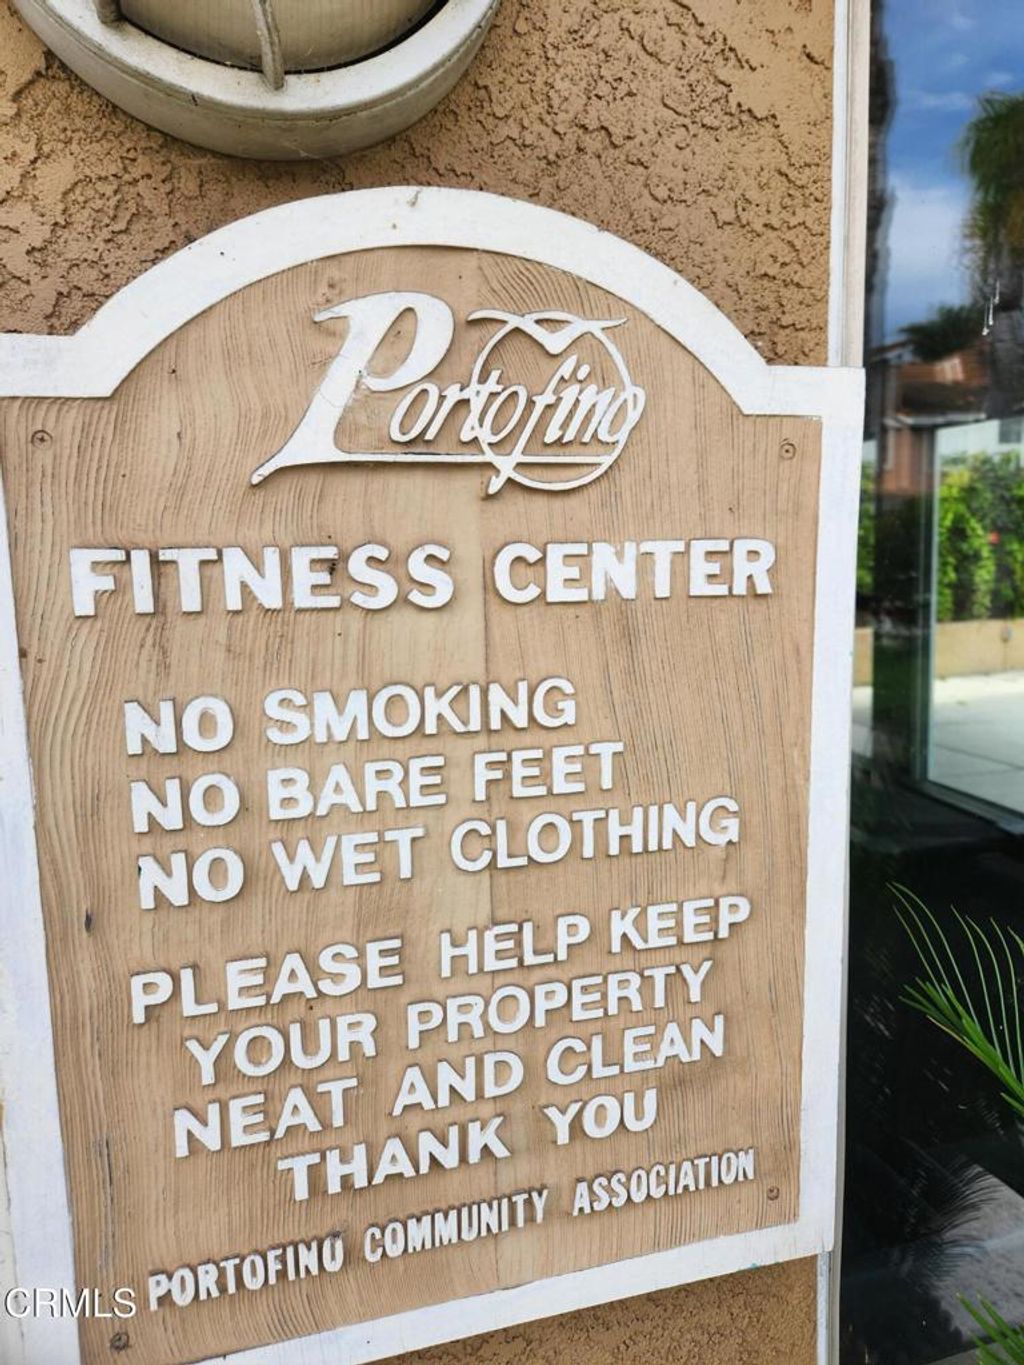 Portofino
FITNESS CENTER
NO SMOKING
NO BARE FEET
NO WET CLOTHING
PLEASE HELP KEEP
YOUR PROPERTY
NEAT AND CLEAN
THANK YOU
PORTOFINO COMMUNITY ASSOCIATION
CRMLS